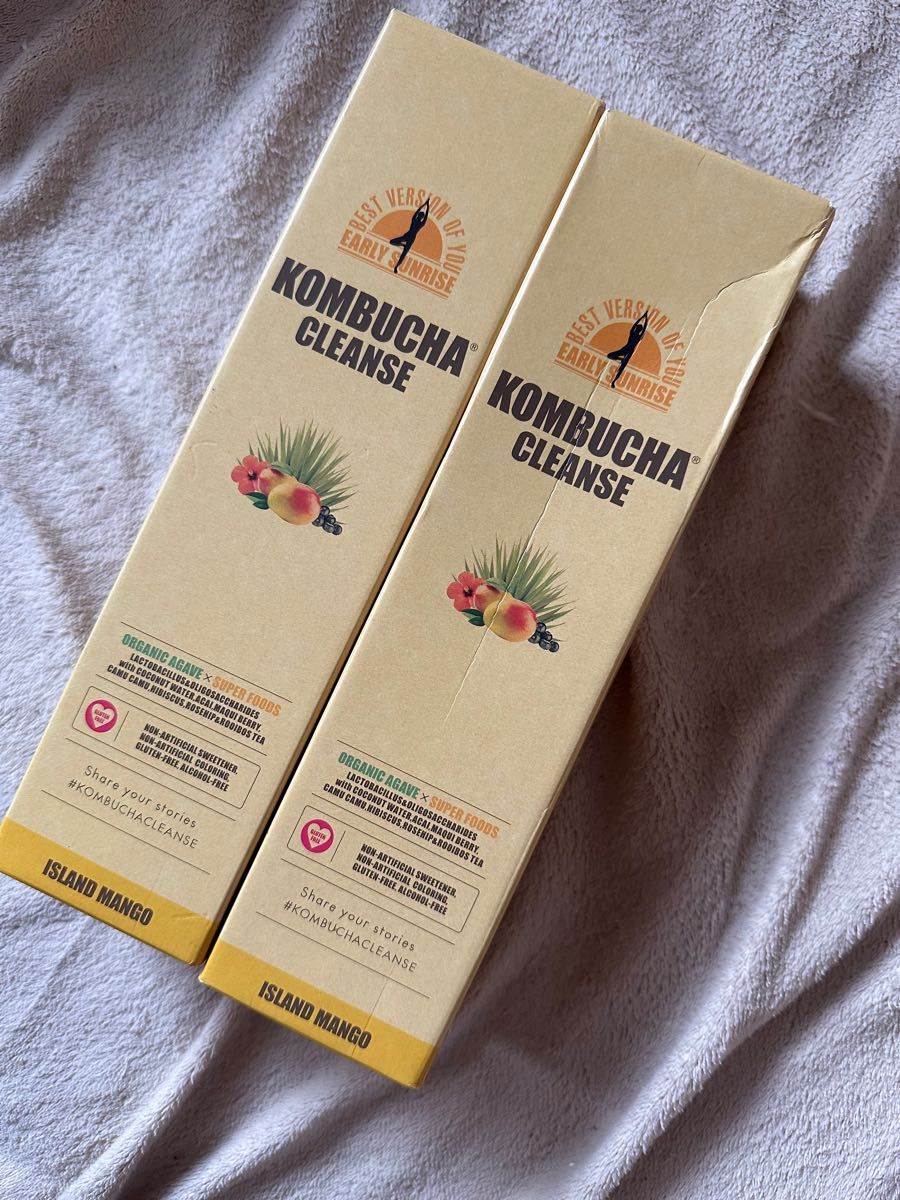 BEST VERSION OF YOU
EARLY SUNRISE
KOMBUCHA®
CLEANSE
ORGANIC AGAVE × SUPER FOODS
LACTOBACILLUS&OLIGOSACCHARIDES
with COCONUT WATER,ACAI,MAQUI BERRY,
CAMU CAMU,HIBISCUS,ROSEHIP&ROOIBOS TEA
GLUTEN
FREE
NON-ARTIFICIAL SWEETENER,
NON-ARTIFICIAL COLORING,
GLUTEN-FREE, ALCOHOL-FREE
Share your stories
#KOMBUCHACLEANSE
ISLAND MANGO
BEST VERSION OF YOU
EARLY SUNRISE
KOMBUCHA®
CLEANSE
ORGANIC AGAVE × SUPER FOODS
LACTOBACILLUS&OLIGOSACCHARIDES
with COCONUT WATER,ACAI,MAQUI BERRY,
CAMU CAMU,HIBISCUS,ROSEHIP&ROOIBOS TEA
GLUTEN
FREE
NON-ARTIFICIAL SWEETENER,
NON-ARTIFICIAL COLORING,
GLUTEN-FREE, ALCOHOL-FREE
Share your stories
#KOMBUCHACLEANSE
ISLAND MANGO